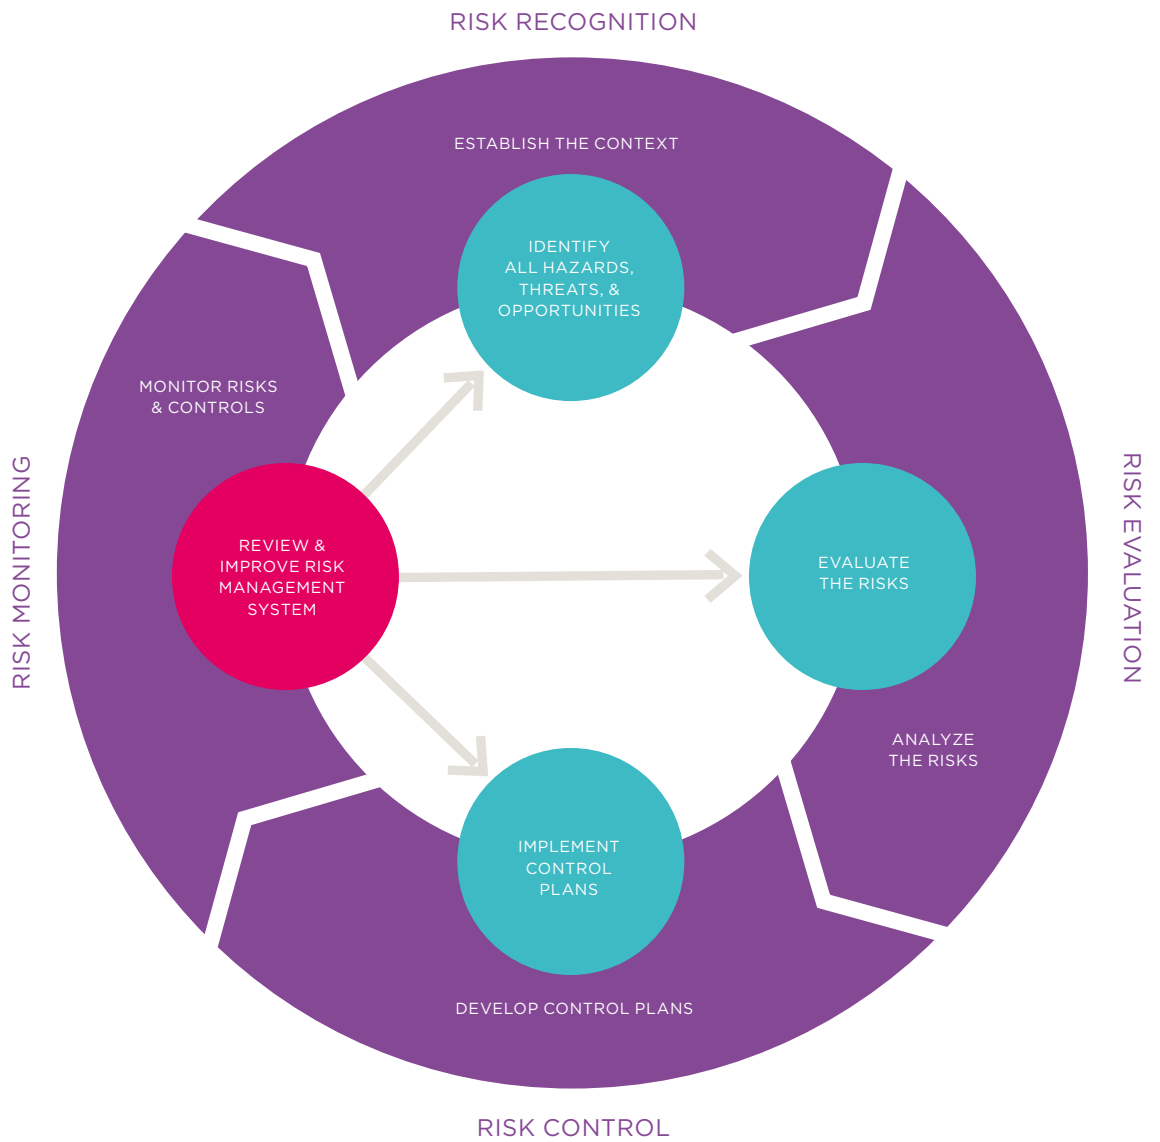 RISK RECOGNITION
ESTABLISH THE CONTEXT
IDENTIFY
ALL HAZARDS,
THREATS, &
OPPORTUNITIES
MONITOR RISKS
& CONTROLS
RISK MONITORING
REVIEW &
IMPROVE RISK
MANAGEMENT
SYSTEM
EVALUATE
THE RISKS
RISK EVALUATION
ANALYZE
THE RISKS
IMPLEMENT
CONTROL
PLANS
DEVELOP CONTROL PLANS
RISK CONTROL